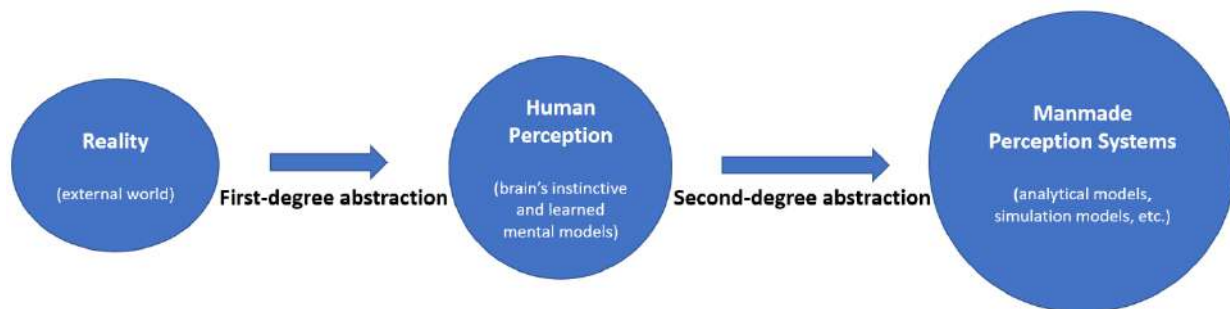 Reality
(external world)
First-degree abstraction
Human
Perception
(brain's instinctive
and learned
mental models)
Second-degree abstraction
Manmade
Perception Systems
(analytical models,
simulation models, etc.)